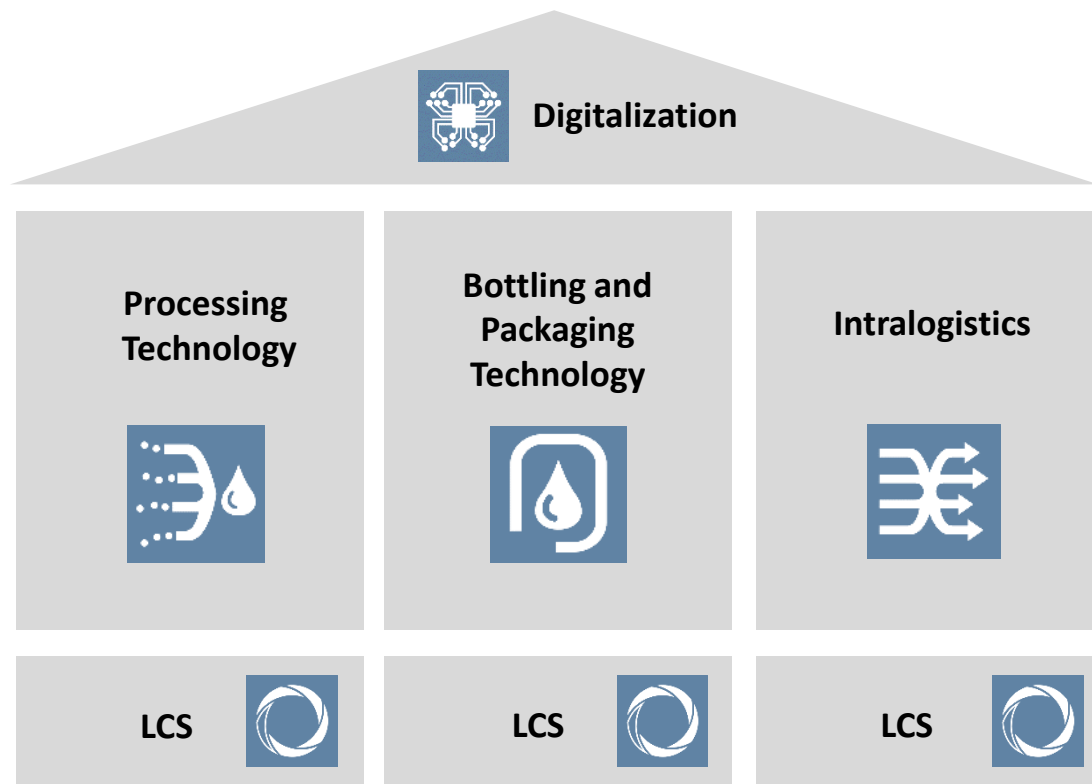 Digitalization
Processing
Technology
Bottling and
Packaging
Technology
Intralogistics
LCS
LCS
LCS